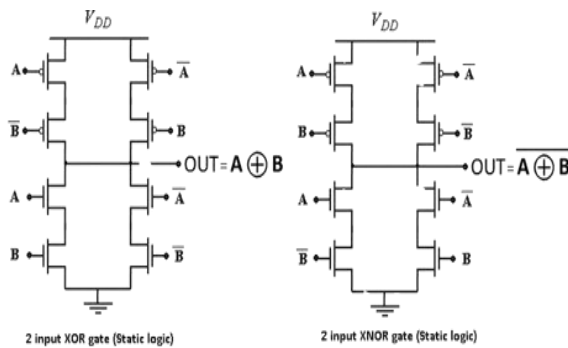 V_DD
A
A̅
B̅
B
OUT = A ⊕ B
A
A̅
B
B̅
2 input XOR gate (Static logic)
V_DD
A
A̅
B
B̅
OUT = A ⊕ B (overlined)
A
A̅
B̅
B
2 input XNOR gate (Static logic)